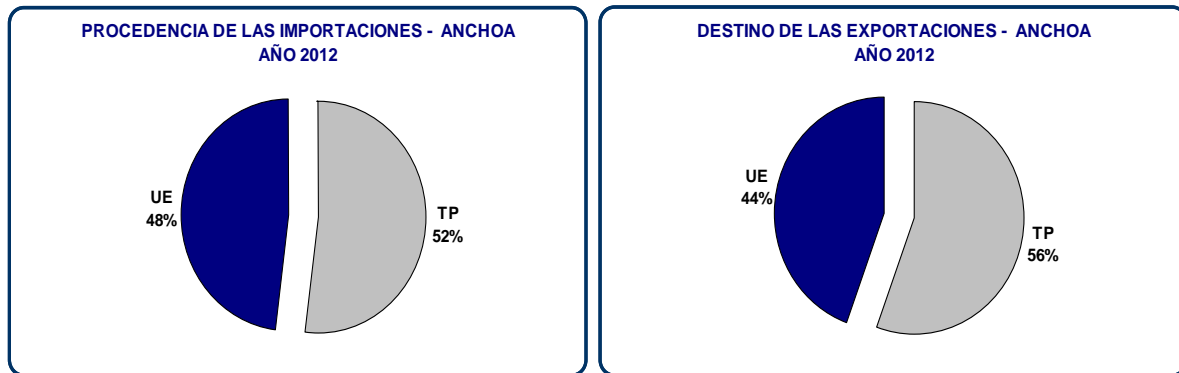 PROCEDENCIA DE LAS IMPORTACIONES - ANCHOA
AÑO 2012
UE
48%
TP
52%
DESTINO DE LAS EXPORTACIONES - ANCHOA
AÑO 2012
UE
44%
TP
56%